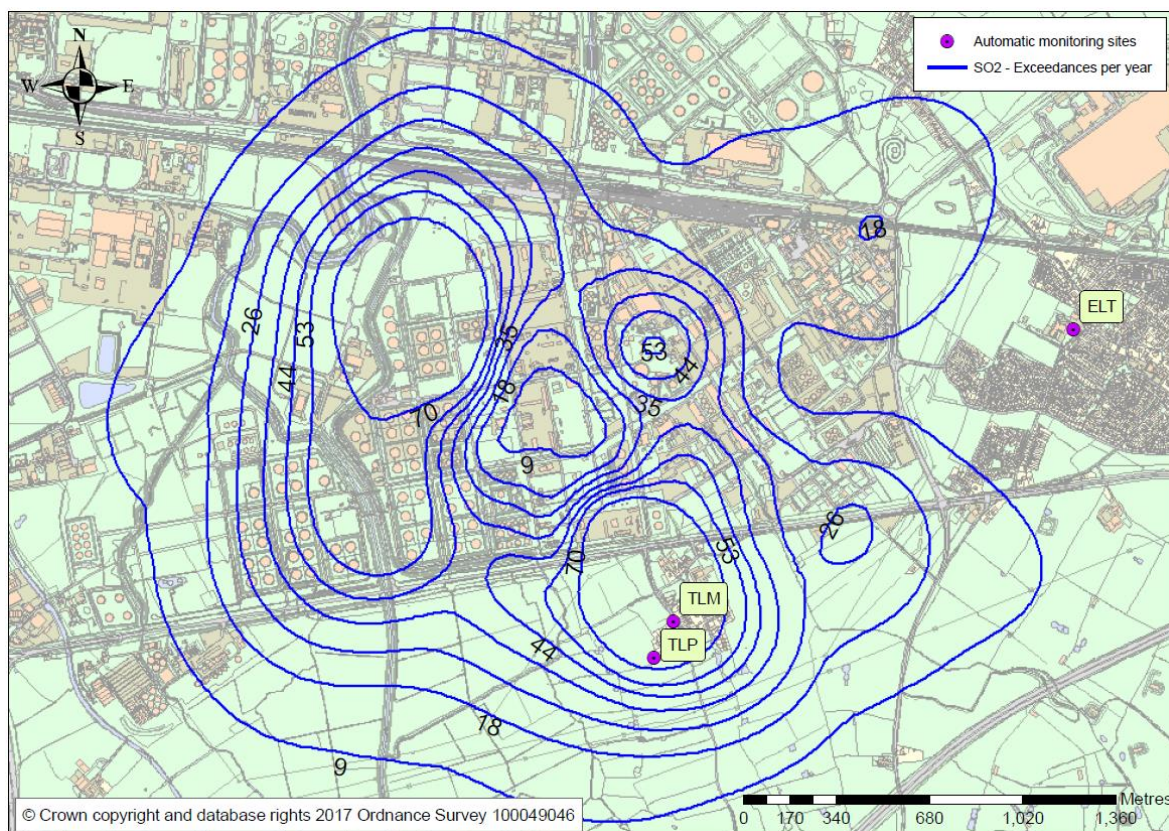 N
W E
S
Automatic monitoring sites
SO2 - Exceedances per year
18
ELT
26
53
35
53
44
44
18
35
70
9
26
53
70
TLM
TLP
44
18
9
© Crown copyright and database rights 2017 Ordnance Survey 100049046
Metres
0 170 340 680 1,020 1,360